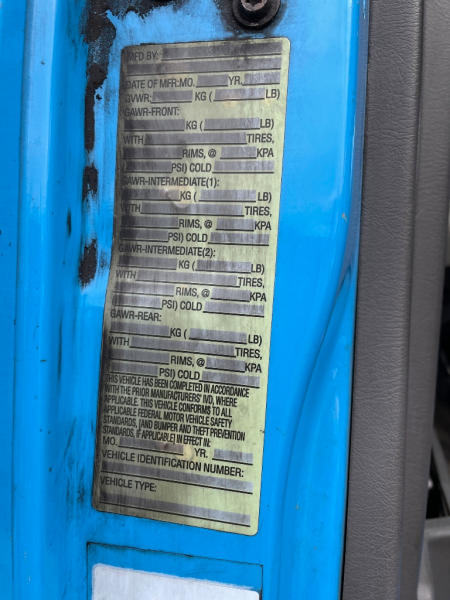 MFD BY:
DATE OF MFR: MO. YR.
GVWR: KG ( LB)
GAWR-FRONT:
KG ( LB)
WITH TIRES,
RIMS, @ KPA
PSI) COLD
GAWR-INTERMEDIATE(1):
KG ( LB)
WITH TIRES,
RIMS, @ KPA
PSI) COLD
GAWR-INTERMEDIATE(2):
KG ( LB)
WITH TIRES,
RIMS, @ KPA
PSI) COLD
GAWR-REAR:
KG ( LB)
WITH TIRES,
RIMS, @ KPA
PSI) COLD
THIS VEHICLE HAS BEEN COMPLETED IN ACCORDANCE
WITH THE PRIOR MANUFACTURERS' IVD, WHERE
APPLICABLE. THIS VEHICLE CONFORMS TO ALL
APPLICABLE FEDERAL MOTOR VEHICLE SAFETY
STANDARDS, [AND BUMPER AND THEFT PREVENTION
STANDARDS, IF APPLICABLE] IN EFFECT IN:
MO. YR.
VEHICLE IDENTIFICATION NUMBER:
VEHICLE TYPE: